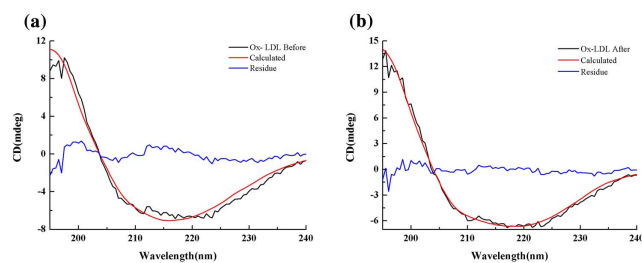 (a)
12
8
4
0
-4
-8
CD(mdeg)
200
210
220
230
240
Wavelength(nm)
Ox- LDL Before
Calculated
Residue
(b)
15
12
9
6
3
0
-3
-6
CD(mdeg)
200
210
220
230
240
Wavelength(nm)
Ox-LDL After
Calculated
Residue